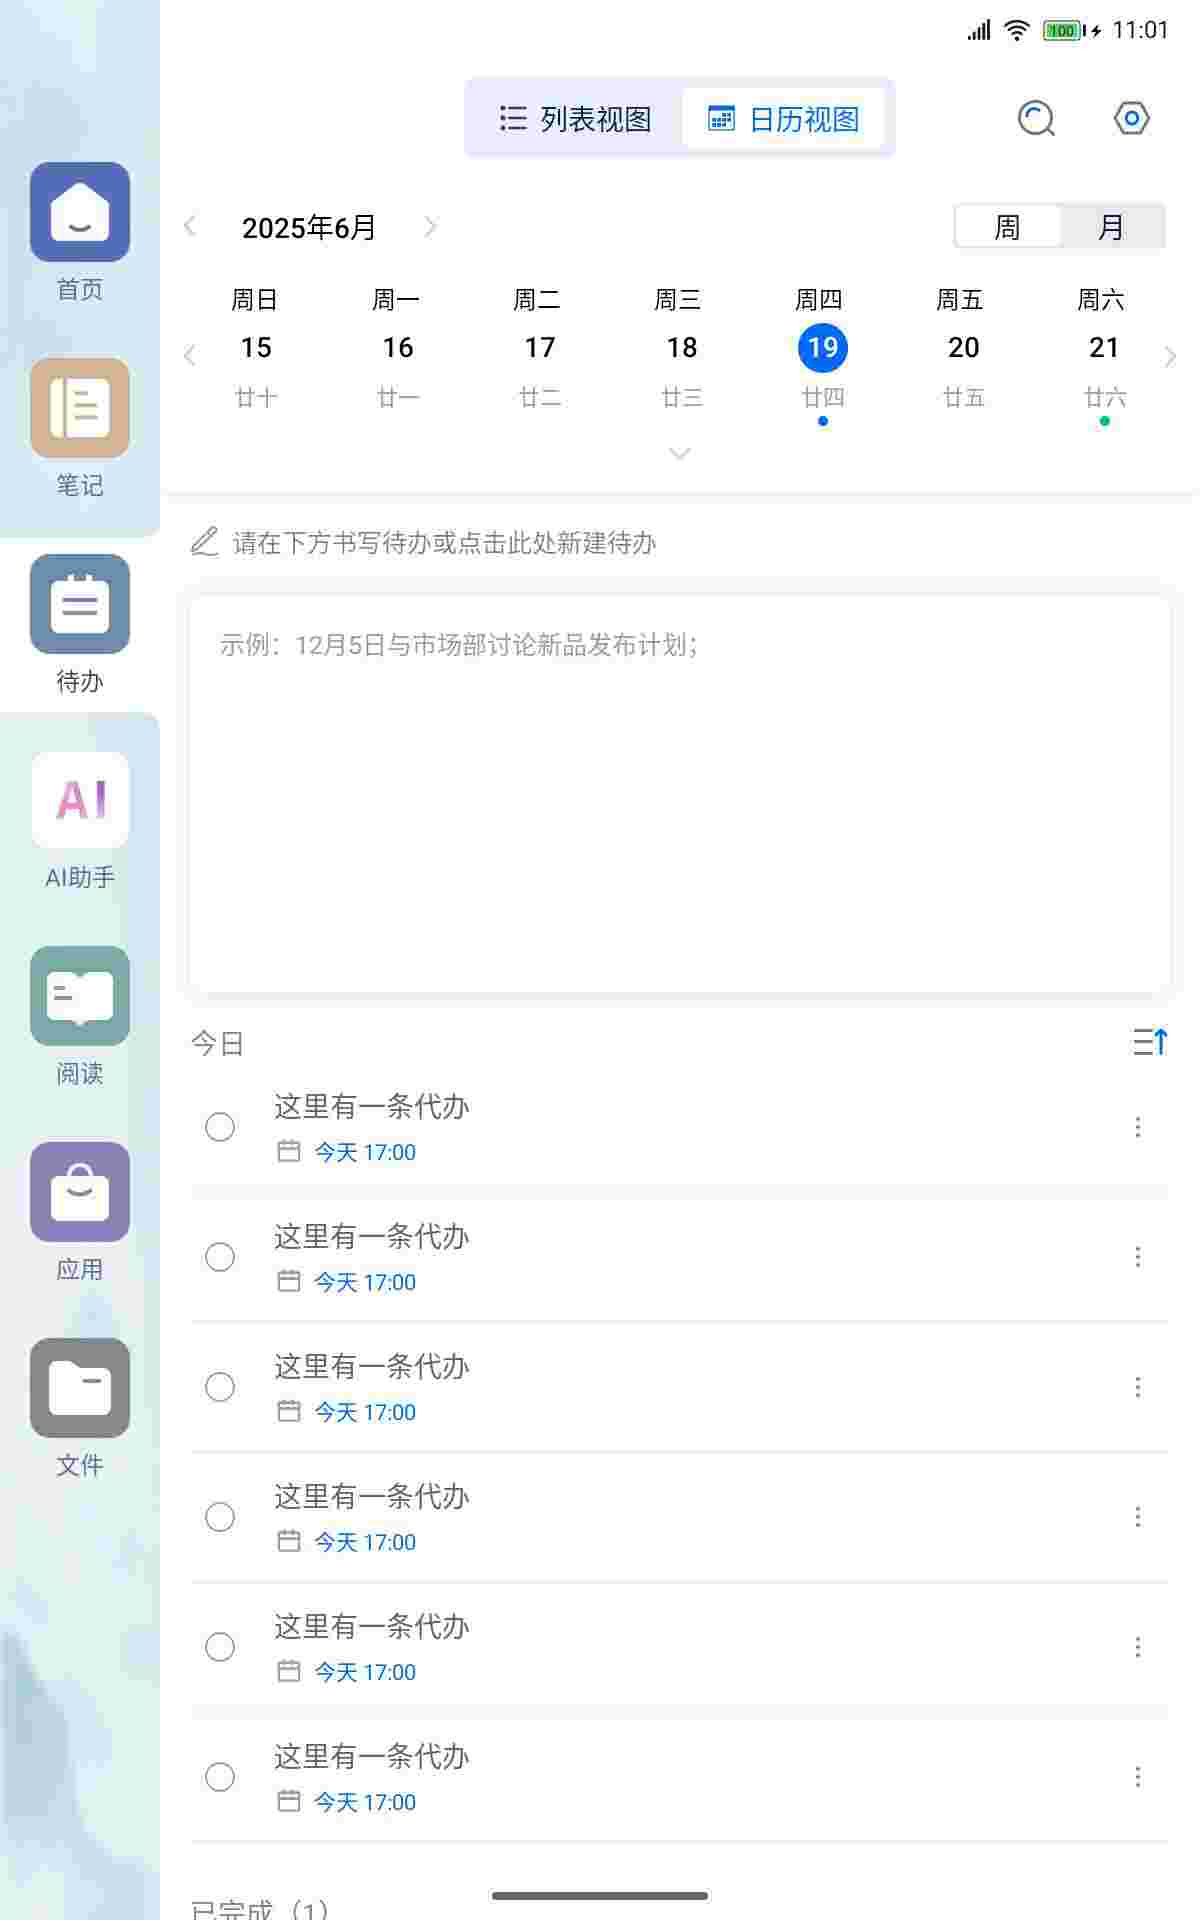 100 11:01
列表视图 日历视图
2025年6月 周 月
周日 周一 周二 周三 周四 周五 周六
15 16 17 18 19 20 21
廿十 廿一 廿二 廿三 廿四 廿五 廿六
请在下方书写待办或点击此处新建待办
示例：12月5日与市场部讨论新品发布计划；
今日
这里有一条代办
今天 17:00
这里有一条代办
今天 17:00
这里有一条代办
今天 17:00
这里有一条代办
今天 17:00
这里有一条代办
今天 17:00
这里有一条代办
今天 17:00
已完成（1）
首页
笔记
待办
AI
AI助手
阅读
应用
文件